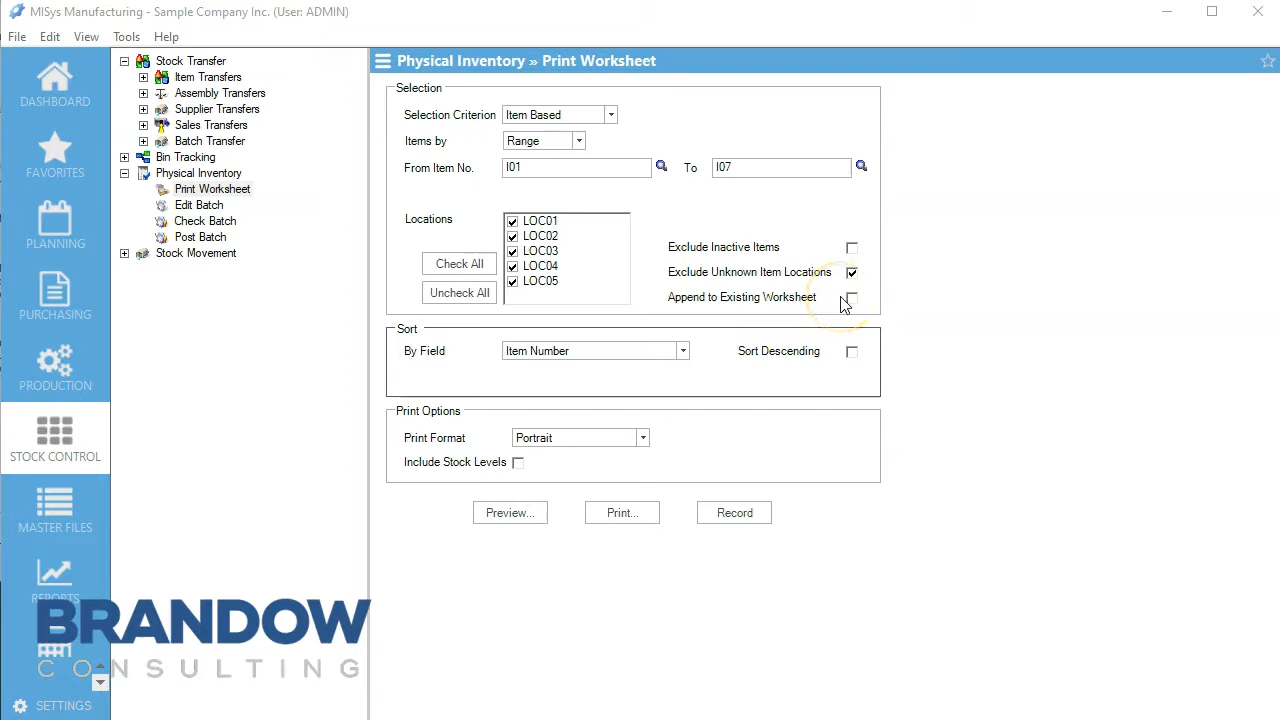 MISys Manufacturing - Sample Company Inc. (User: ADMIN)
File Edit View Tools Help
DASHBOARD
FAVORITES
PLANNING
PURCHASING
PRODUCTION
STOCK CONTROL
MASTER FILES
REPORTS
SETTINGS
Stock Transfer
Item Transfers
Assembly Transfers
Supplier Transfers
Sales Transfers
Batch Transfer
Bin Tracking
Physical Inventory
Print Worksheet
Edit Batch
Check Batch
Post Batch
Stock Movement
Physical Inventory » Print Worksheet
Selection
Selection Criterion Item Based
Items by Range
From Item No. I01 To I07
Locations
LOC01
LOC02
LOC03
LOC04
LOC05
Check All
Uncheck All
Exclude Inactive Items
Exclude Unknown Item Locations
Append to Existing Worksheet
Sort
By Field Item Number Sort Descending
Print Options
Print Format Portrait
Include Stock Levels
Preview... Print... Record
BRANDOW
CONSULTING